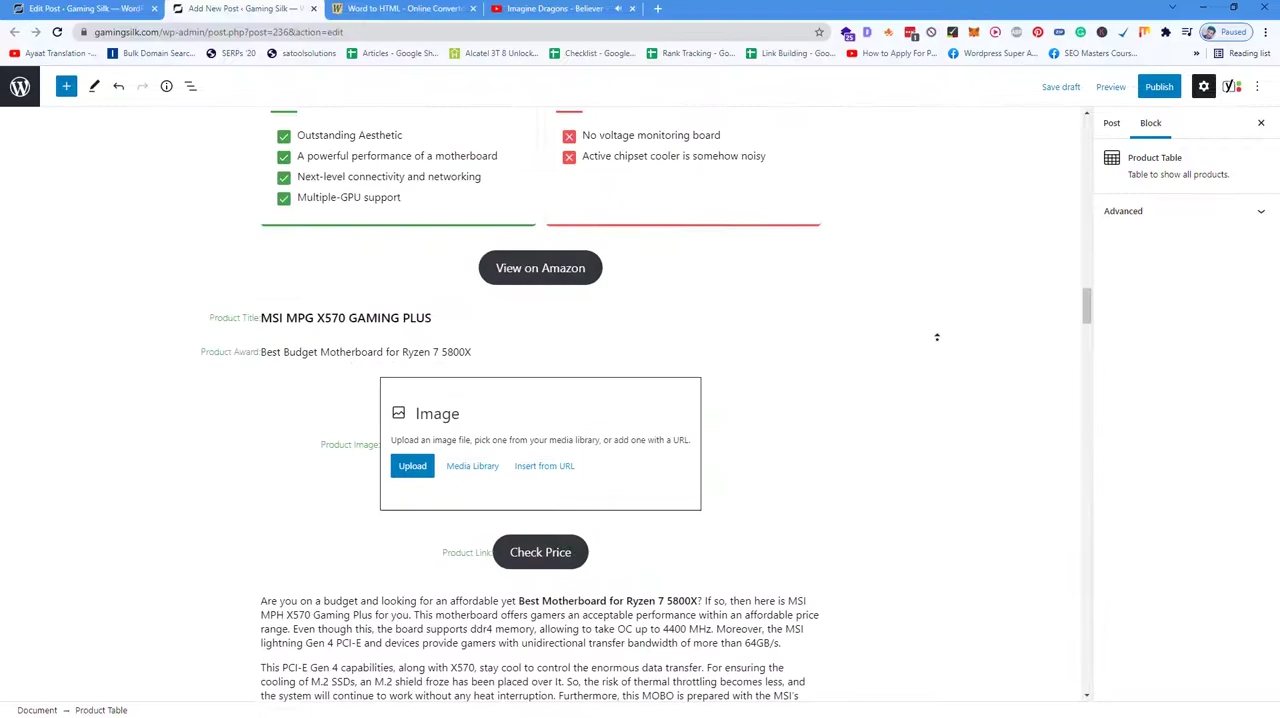 Edit Post ‹ Gaming Silk — WordP
Add New Post ‹ Gaming Silk — W
Word to HTML - Online Converte
Imagine Dragons - Believer
gamingsilk.com/wp-admin/post.php?post=236&action=edit
Paused
Ayaat Translation -...
Bulk Domain Searc...
SERPs '20
satoolsolutions
Articles - Google Sh...
Alcatel 3T 8 Unlock...
Checklist - Google...
Rank Tracking - Go...
Link Building - Goo...
How to Apply For P...
Wordpress Super A...
SEO Masters Cours...
Reading list
Save draft
Preview
Publish
Post
Block
Product Table
Table to show all products.
Advanced
Outstanding Aesthetic
A powerful performance of a motherboard
Next-level connectivity and networking
Multiple-GPU support
No voltage monitoring board
Active chipset cooler is somehow noisy
View on Amazon
Product Title: MSI MPG X570 GAMING PLUS
Product Award: Best Budget Motherboard for Ryzen 7 5800X
Image
Upload an image file, pick one from your media library, or add one with a URL.
Product Image:
Upload Media Library Insert from URL
Product Link: Check Price
Are you on a budget and looking for an affordable yet Best Motherboard for Ryzen 7 5800X? If so, then here is MSI
MPH X570 Gaming Plus for you. This motherboard offers gamers an acceptable performance within an affordable price
range. Even though this, the board supports ddr4 memory, allowing to take OC up to 4400 MHz. Moreover, the MSI
lightning Gen 4 PCI-E and devices provide gamers with unidirectional transfer bandwidth of more than 64GB/s.
This PCI-E Gen 4 capabilities, along with X570, stay cool to control the enormous data transfer. For ensuring the
cooling of M.2 SSDs, an M.2 shield froze has been placed over It. So, the risk of thermal throttling becomes less, and
the system will continue to work without any heat interruption. Furthermore, this MOBO is prepared with the MSI's
Document → Product Table